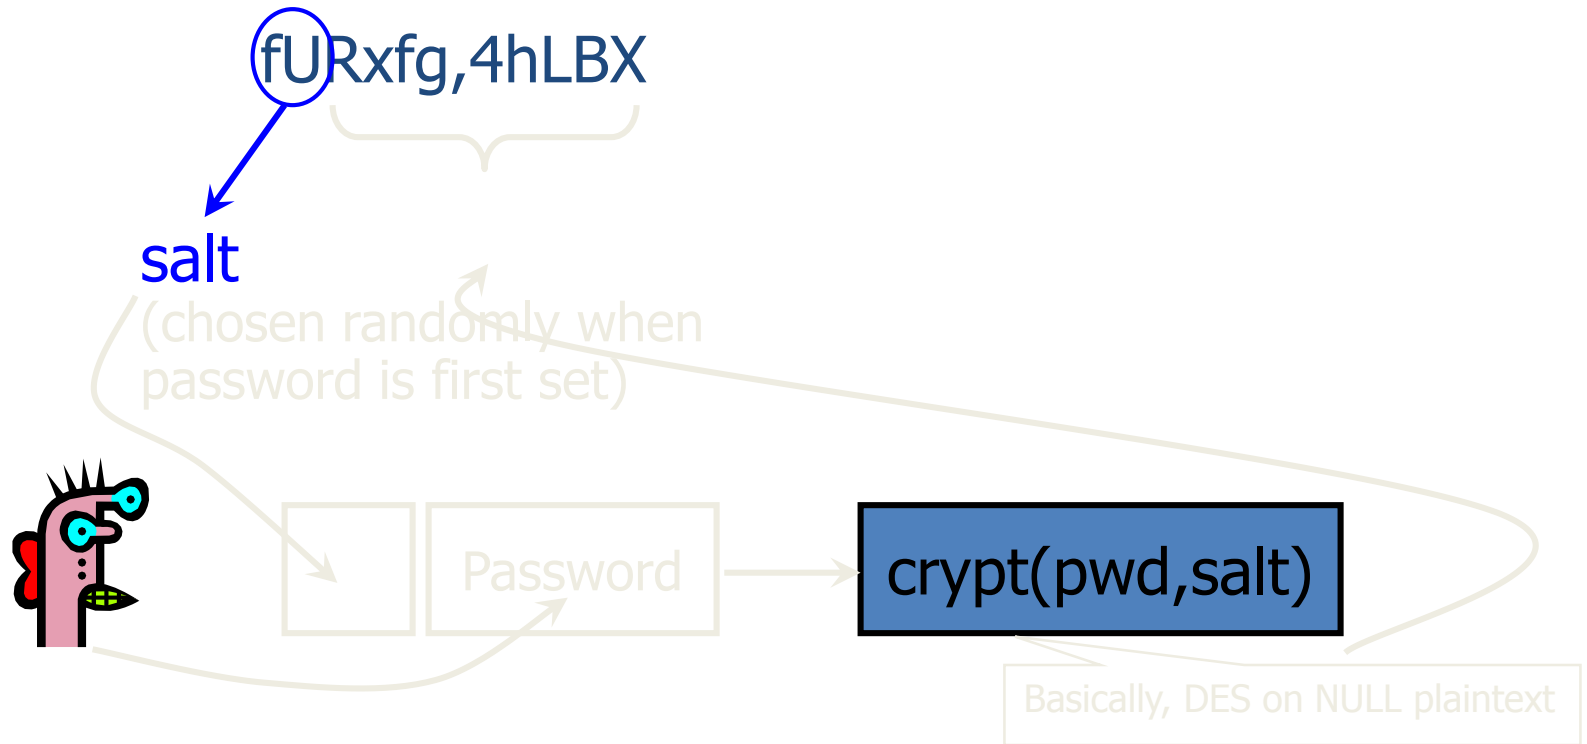 fURxfg,4hLBX
salt
(chosen randomly when
password is first set)
Password
crypt(pwd,salt)
Basically, DES on NULL plaintext